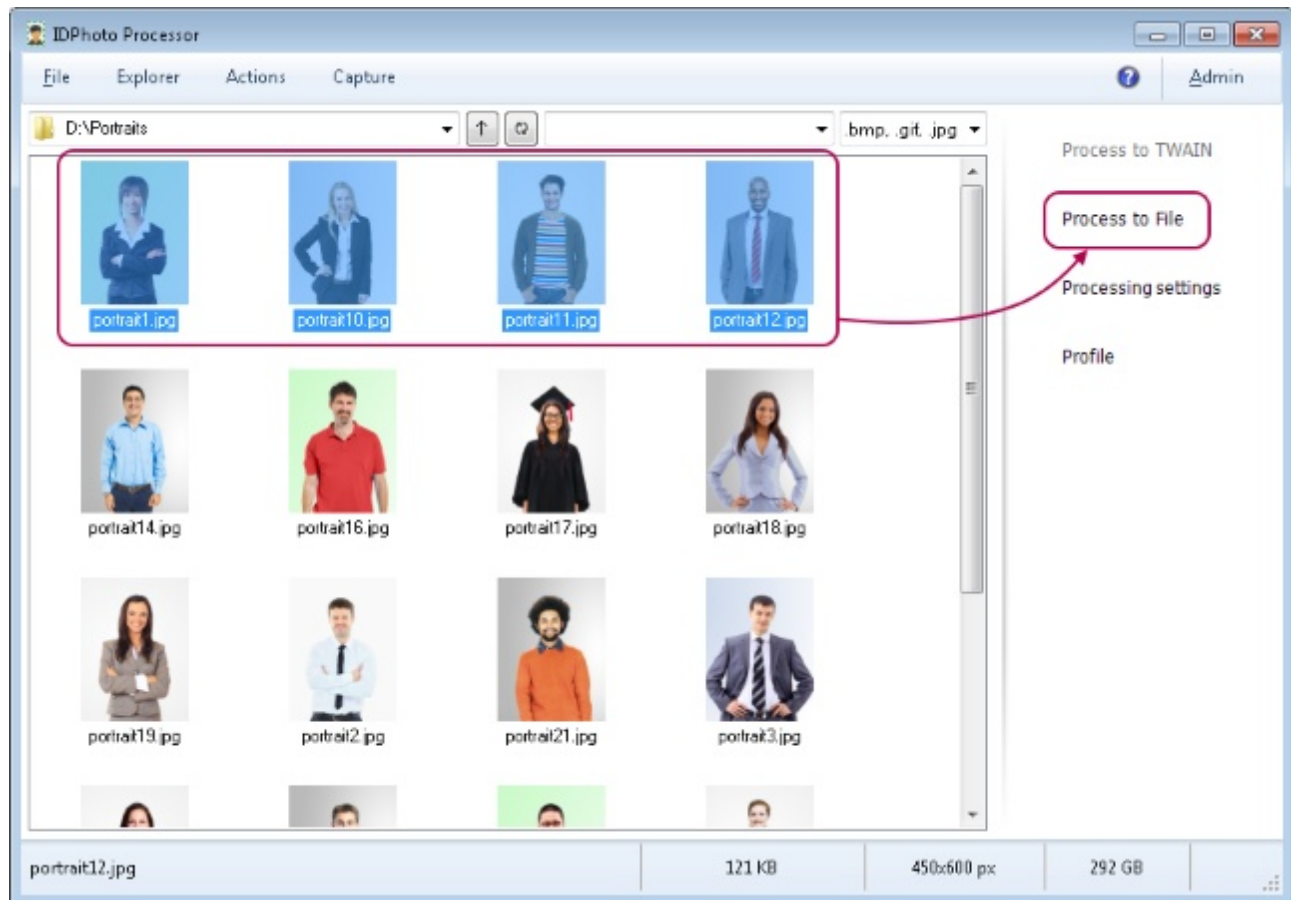 IDPhoto Processor
File Explorer Actions Capture Admin
D:\Portraits .bmp, .gif, .jpg
Process to TWAIN
Process to File
Processing settings
Profile
portrait1.jpg portrait10.jpg portrait11.jpg portrait12.jpg
portrait14.jpg portrait16.jpg portrait17.jpg portrait18.jpg
portrait19.jpg portrait2.jpg portrait21.jpg portrait3.jpg
portrait12.jpg 121 KB 450x600 px 292 GB